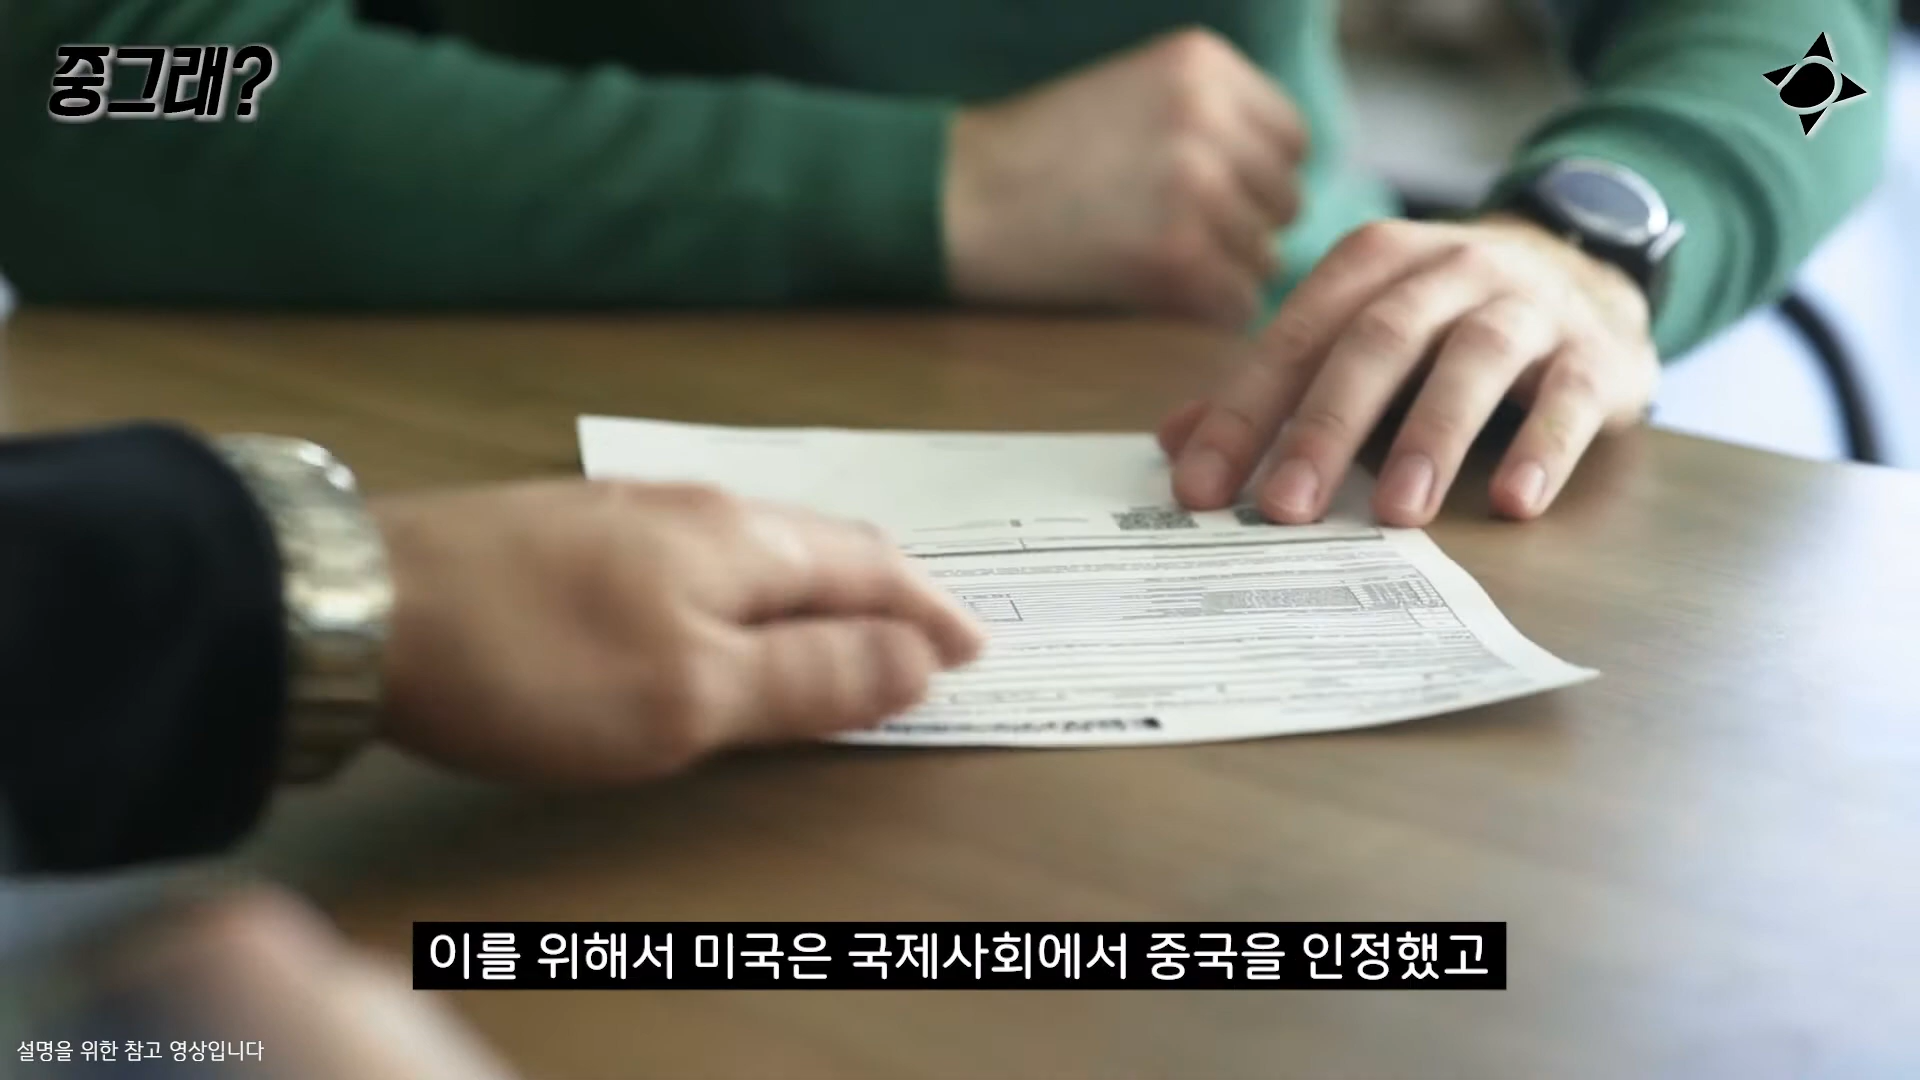 중그래?
이를 위해서 미국은 국제사회에서 중국을 인정했고
설명을 위한 참고 영상입니다